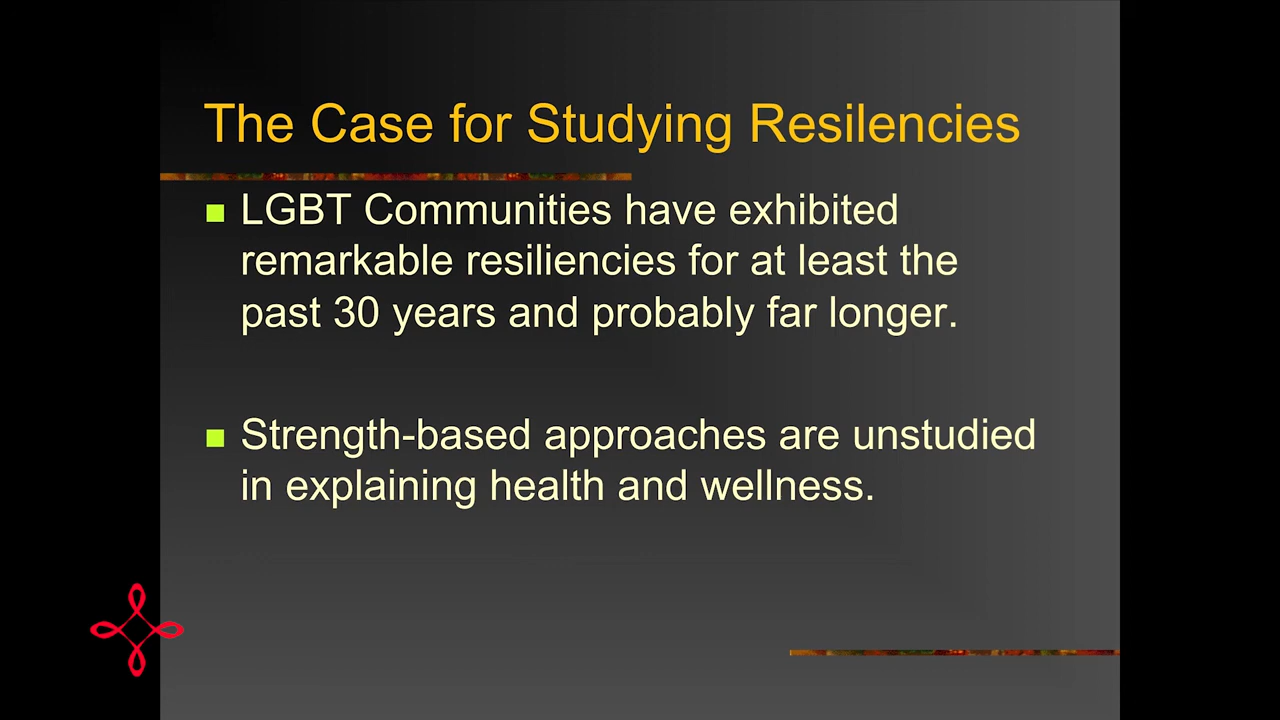 The Case for Studying Resilencies
LGBT Communities have exhibited
remarkable resiliencies for at least the
past 30 years and probably far longer.
Strength-based approaches are unstudied
in explaining health and wellness.